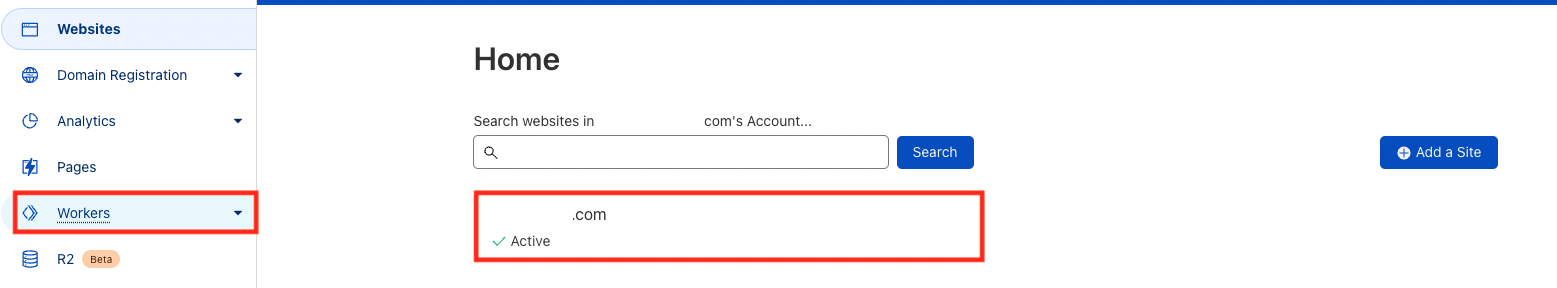 Websites
Domain Registration
Analytics
Pages
Workers
R2 Beta
Home
Search websites in com's Account...
Search
Add a Site
.com
Active